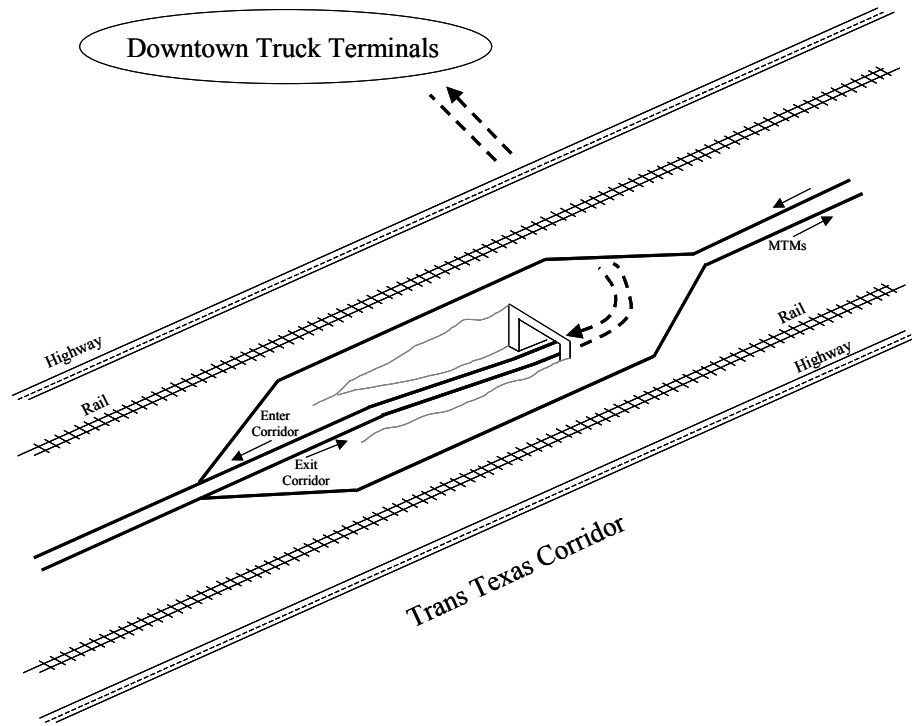 Downtown Truck Terminals
MTMs
Highway
Rail
Rail
Highway
Enter
Corridor
Exit
Corridor
Trans Texas Corridor